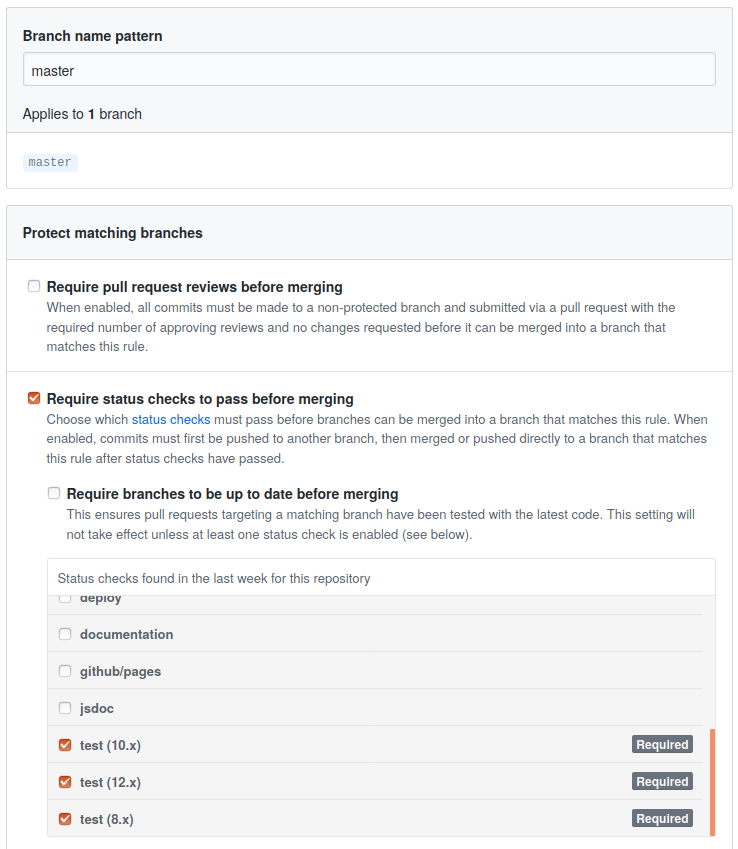 Branch name pattern
master
Applies to 1 branch
master
Protect matching branches
Require pull request reviews before merging
When enabled, all commits must be made to a non-protected branch and submitted via a pull request with the
required number of approving reviews and no changes requested before it can be merged into a branch that
matches this rule.
Require status checks to pass before merging
Choose which status checks must pass before branches can be merged into a branch that matches this rule. When
enabled, commits must first be pushed to another branch, then merged or pushed directly to a branch that matches
this rule after status checks have passed.
Require branches to be up to date before merging
This ensures pull requests targeting a matching branch have been tested with the latest code. This setting will
not take effect unless at least one status check is enabled (see below).
Status checks found in the last week for this repository
deploy
documentation
github/pages
jsdoc
test (10.x) Required
test (12.x) Required
test (8.x) Required